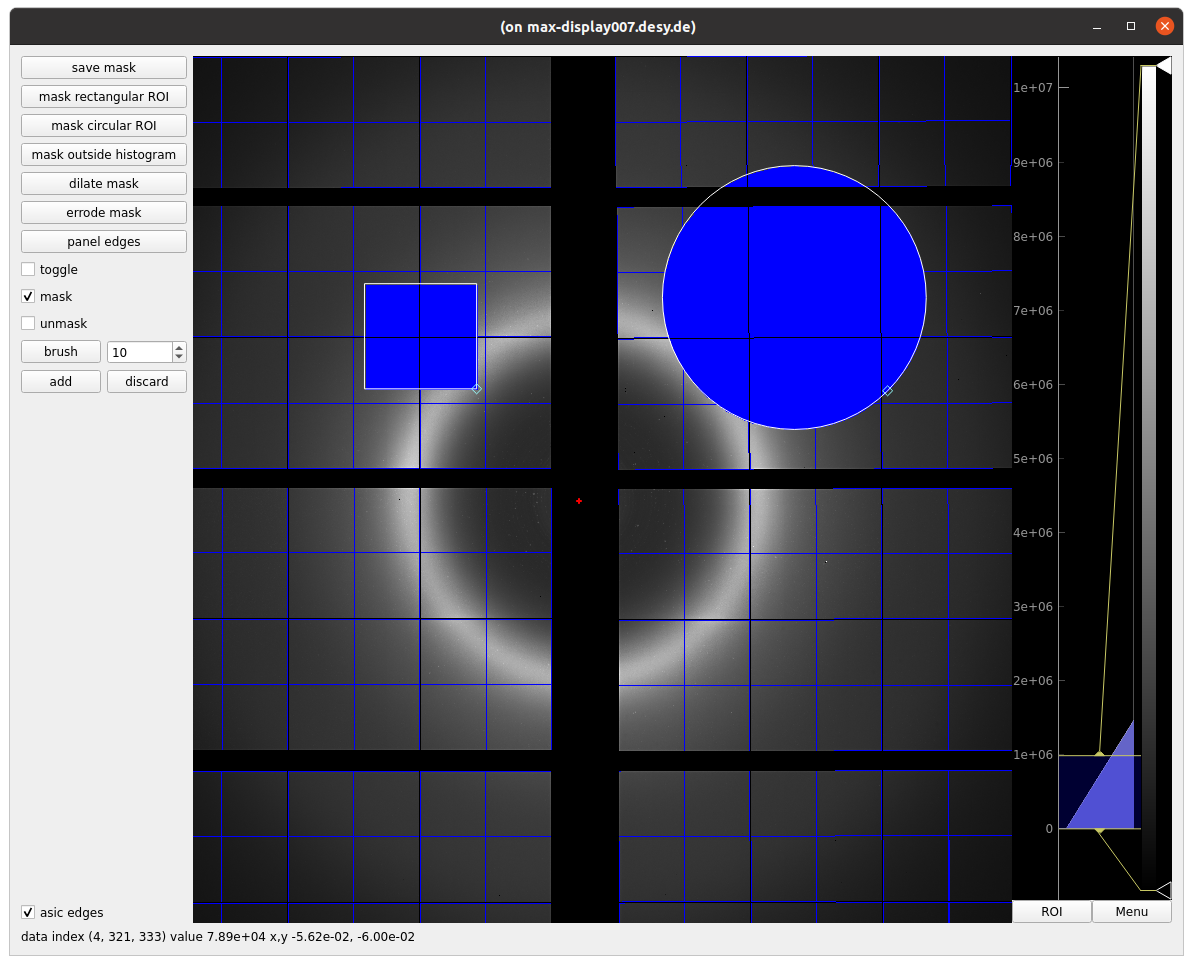 (on max-display007.desy.de)
save mask
mask rectangular ROI
mask circular ROI
mask outside histogram
dilate mask
errode mask
panel edges
toggle
mask
unmask
brush 10
add discard
1e+07
9e+06
8e+06
7e+06
6e+06
5e+06
4e+06
3e+06
2e+06
1e+06
0
asic edges
ROI Menu
data index (4, 321, 333) value 7.89e+04 x,y -5.62e-02, -6.00e-02